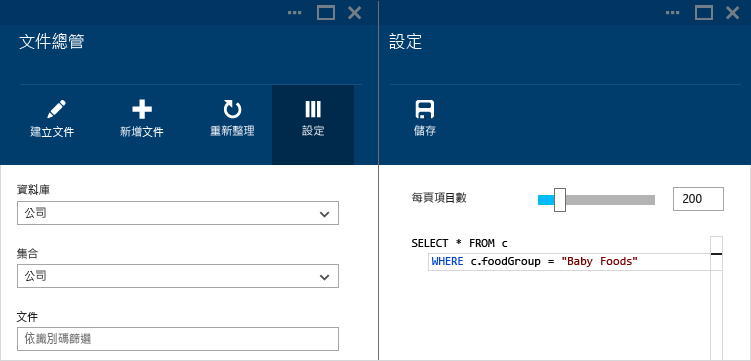 文件總管
建立文件
新增文件
重新整理
設定
資料庫
公司
集合
公司
文件
依識別碼篩選
設定
儲存
每頁項目數
200
SELECT * FROM c
WHERE c.foodGroup = "Baby Foods"